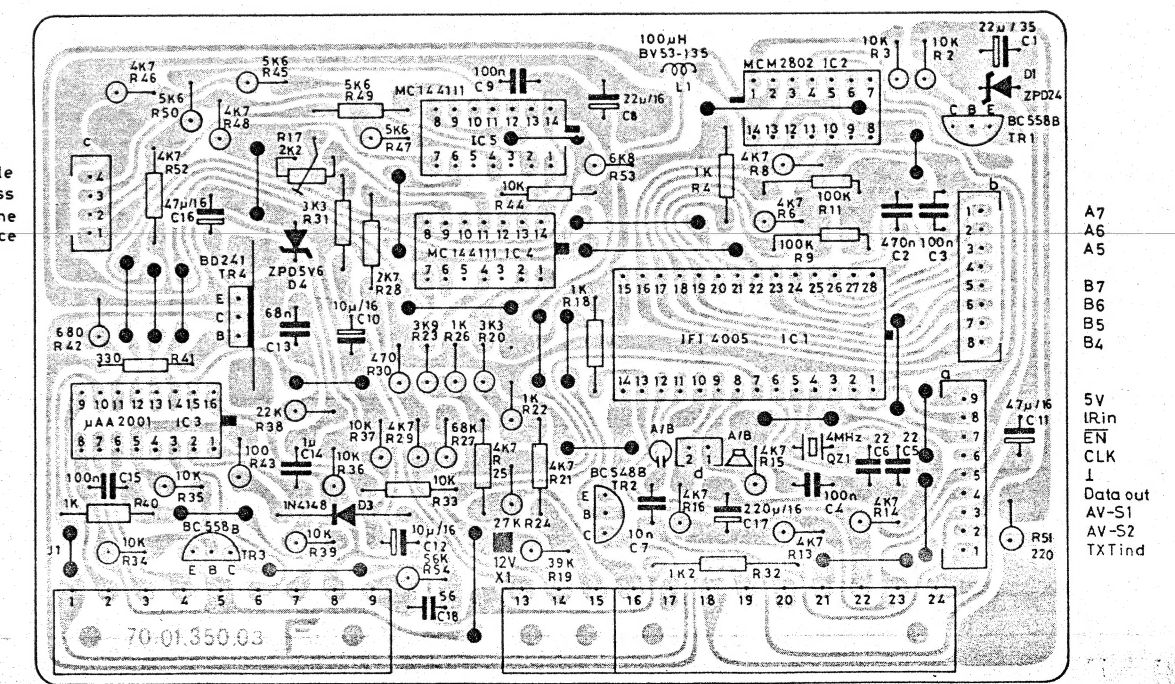 22µ/35
C1
10K
R3
10K
R2
100µH
BV53-135
L1
MCM2802 IC2
1 2 3 4 5 6 7
14 13 12 11 10 9 8
D1
ZPD24
C B E
BC558B
TR1
4K7
R46
5K6
R45
5K6
R50
4K7
R48
5K6
R49
100n
C9
22µ/16
C8
MC144111
8 9 10 11 12 13 14
IC5
7 6 5 4 3 2 1
5K6
R47
R17
2K2
6K8
R53
1K
R4
4K7
R8
100K
R11
4K7
R6
100K
R9
470n
C2
100n
C3
c
4
3
2
1
4K7
R52
47µ/16
C16
3K3
R31
10K
R44
2K7
R28
8 9 10 11 12 13 14
MC144111 IC4
7 6 5 4 3 2 1
ZPD5V6
D4
BD241
TR4
E
C
B
b
1
2
3
4
5
6
7
8
A7
A6
A5
B7
B6
B5
B4
le
ss
ne
ce
68n
C13
10µ/16
C10
1K
R18
15 16 17 18 19 20 21 22 23 24 25 26 27 28
IFI 4005 IC1
14 13 12 11 10 9 8 7 6 5 4 3 2 1
680
R42
330
R41
470
R30
3K9
R23
1K
R26
3K3
R20
9 10 11 12 13 14 15 16
µAA2001 IC3
8 7 6 5 4 3 2 1
22K
R38
1K
R22
10K
R37
4K7
R29
68K
R27
4K7
R
25
4K7
R21
A/B
2 1
d
A/B
4K7
R15
4MHz
QZ1
22
C6
22
C5
47µ/16
C11
a
9
8
7
6
5
4
3
2
1
5V
IRin
EN
CLK
⊥
Data out
AV-S1
AV-S2
TXTind
100n
C15
10K
R35
100
R43
1µ
C14
10K
R36
10K
R33
1K
R40
1N4148
D3
27K
R24
BC548B
TR2
E
B
C
10n
C7
4K7
R16
220µ/16
C17
100n
C4
4K7
R14
4K7
R13
R51
220
J1
10K
R34
BC558B
TR3
E B C
10K
R39
10µ/16
C12
56K
R54
12V
X1
39K
R19
1K2
R32
56
C18
1 2 3 4 5 6 7 8 9
13 14 15 16 17 18 19 20 21 22 23 24
70.01.350.03 F